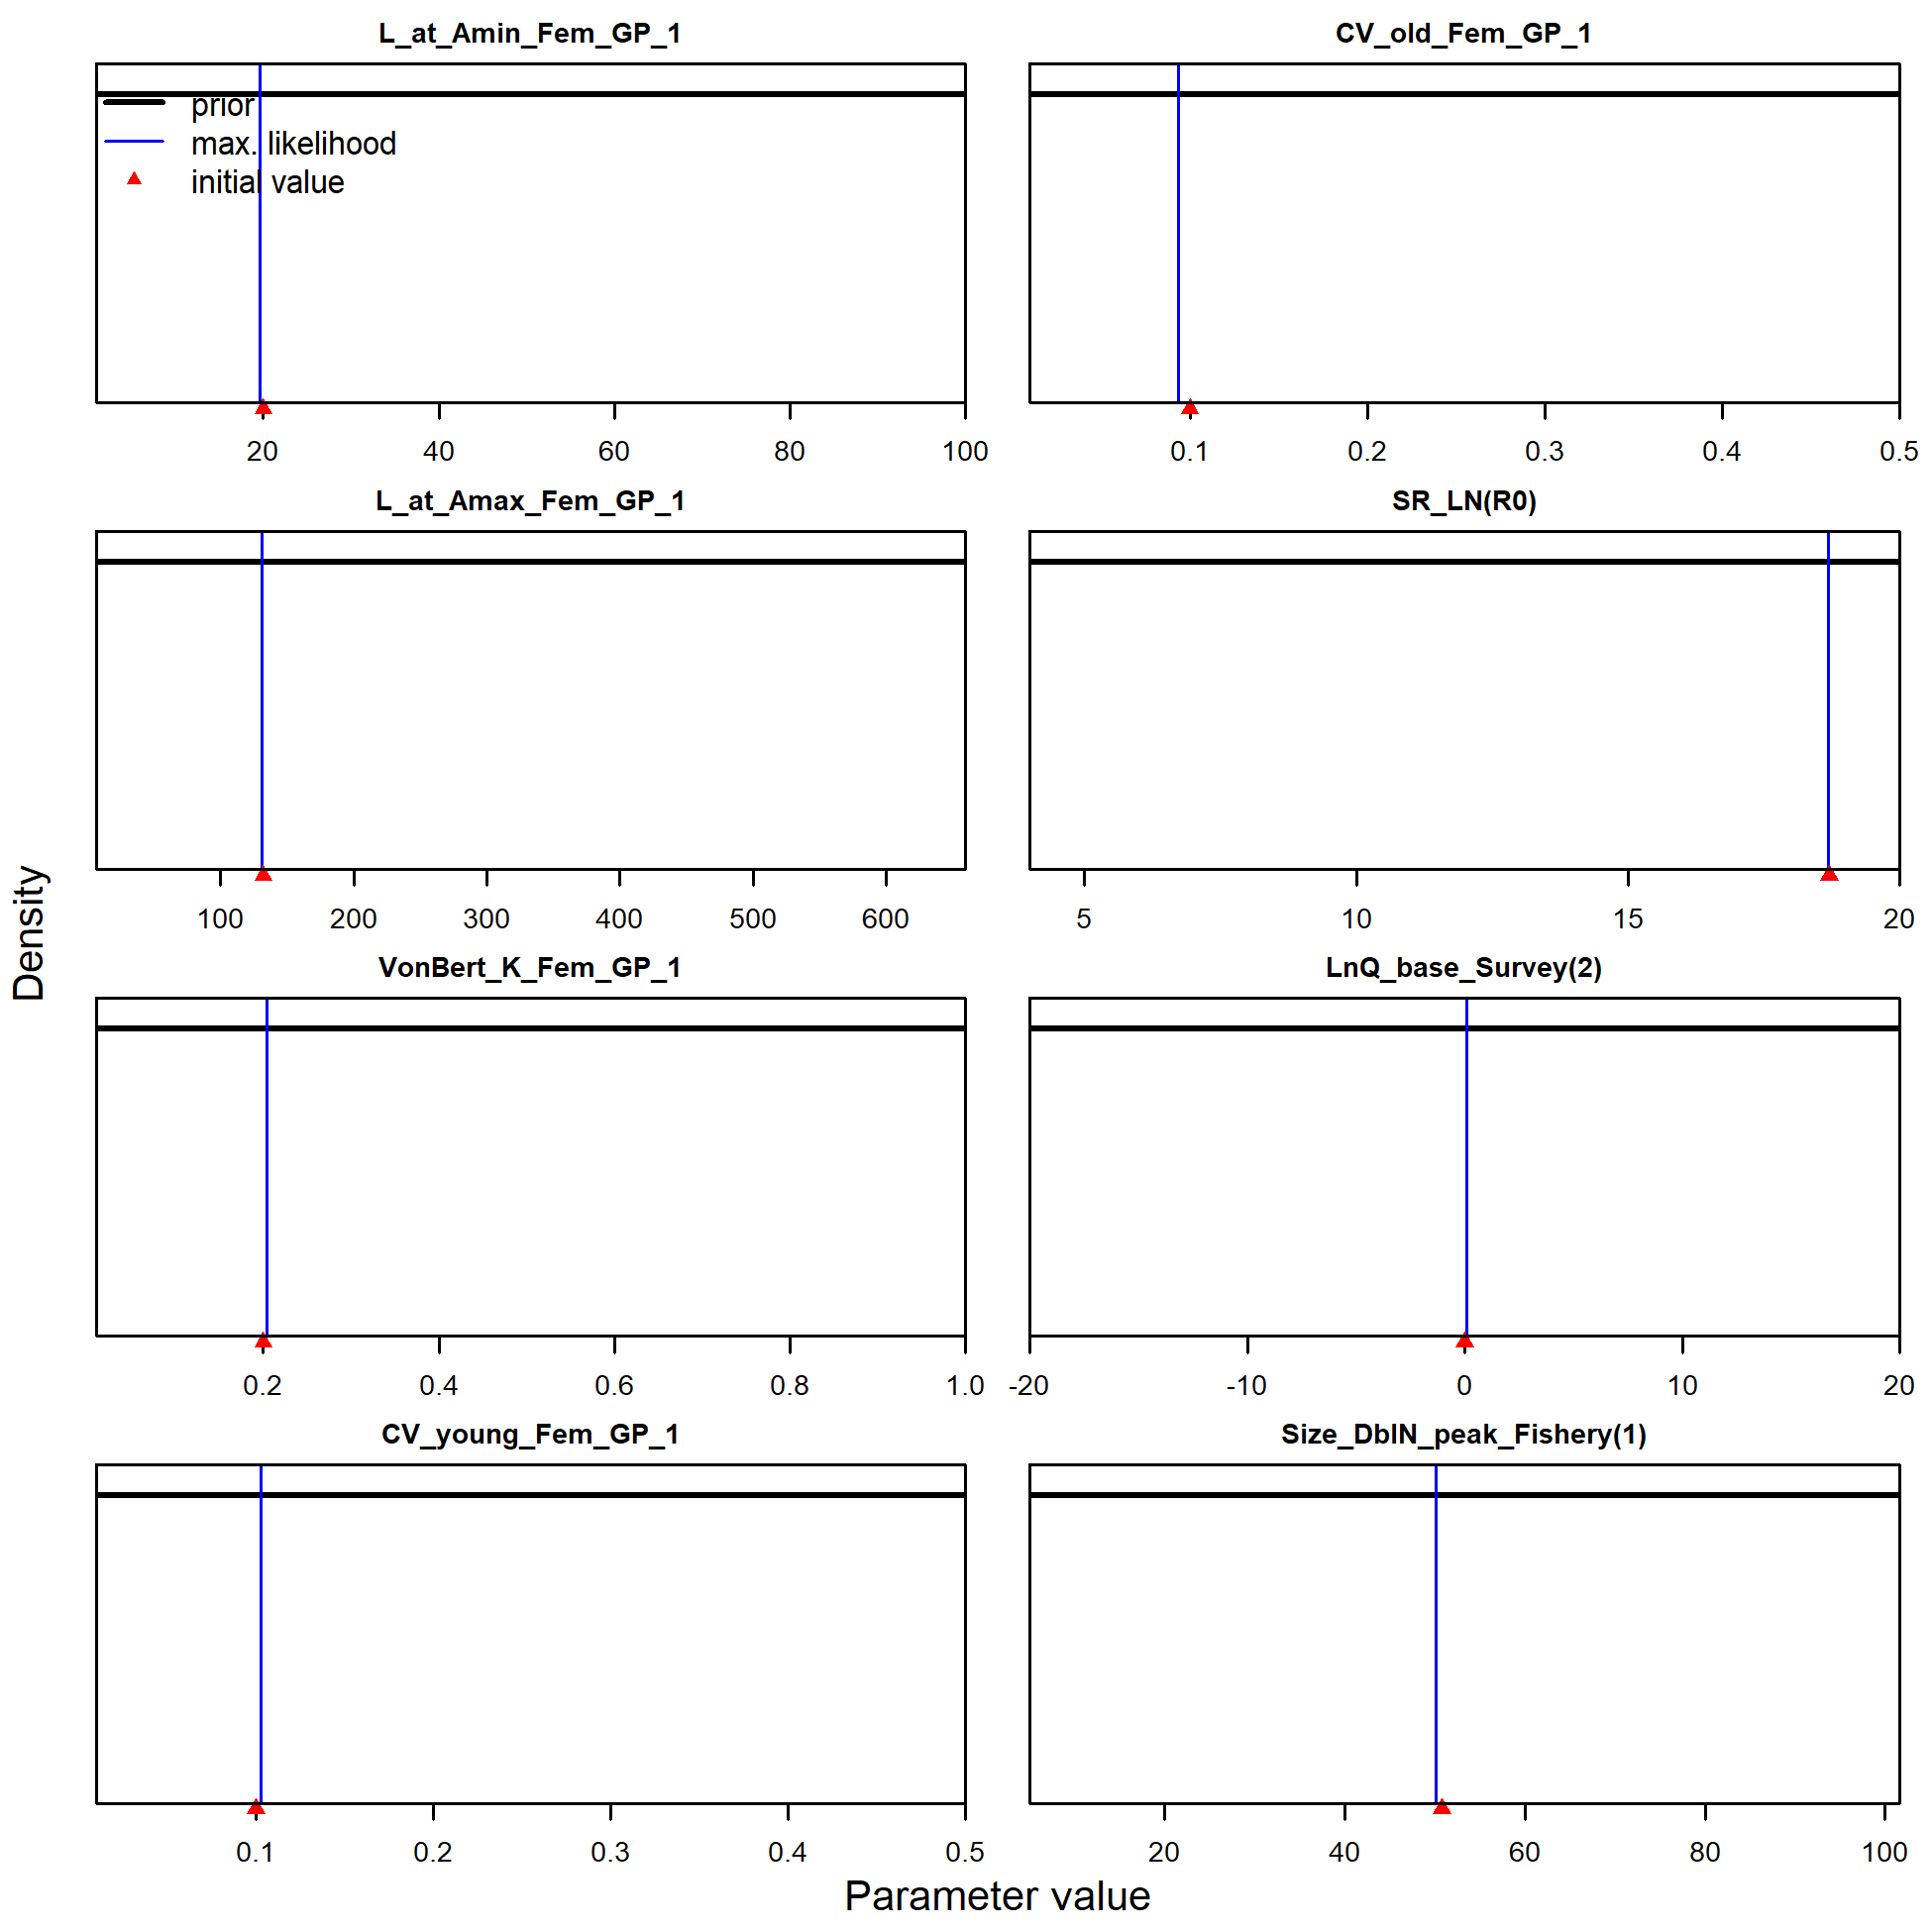 L_at_Amin_Fem_GP_1
prior
max. likelihood
initial value
20 40 60 80 100
CV_old_Fem_GP_1
0.1 0.2 0.3 0.4 0.5
L_at_Amax_Fem_GP_1
100 200 300 400 500 600
SR_LN(R0)
5 10 15 20
VonBert_K_Fem_GP_1
0.2 0.4 0.6 0.8 1.0
LnQ_base_Survey(2)
-20 -10 0 10 20
CV_young_Fem_GP_1
0.1 0.2 0.3 0.4 0.5
Size_DblN_peak_Fishery(1)
20 40 60 80 100
Density
Parameter value